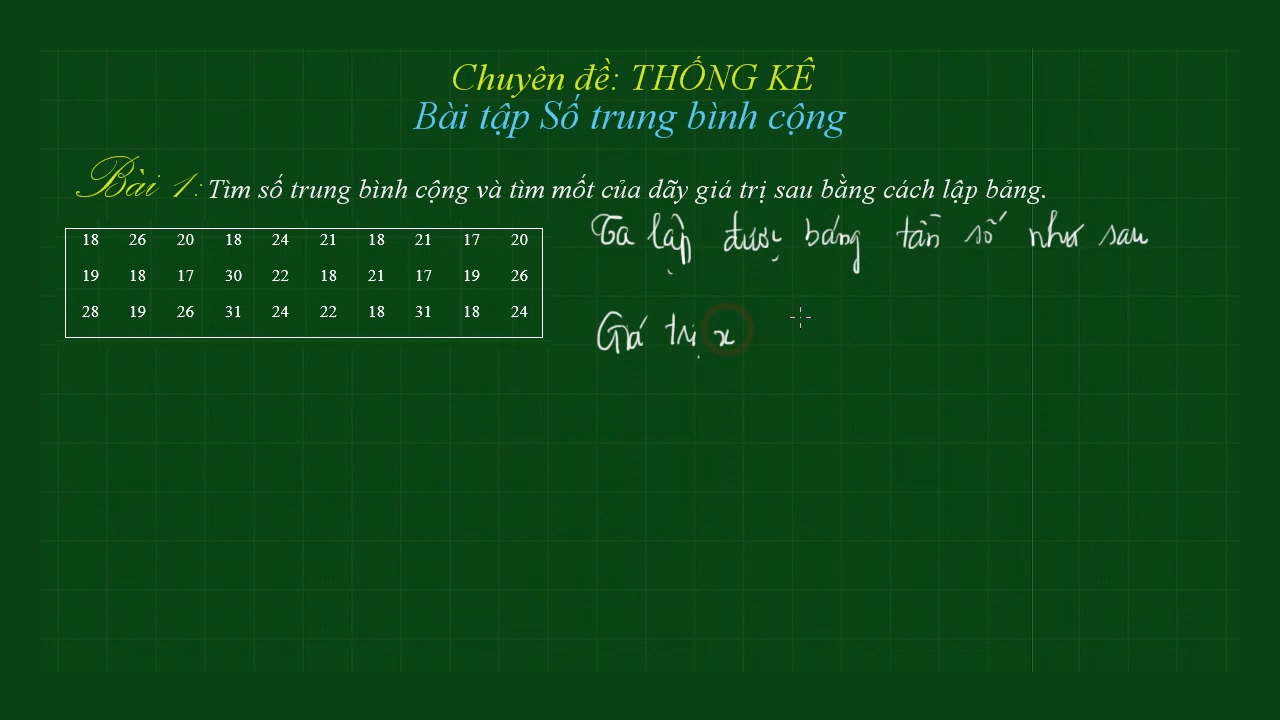 Chuyên đề: THỐNG KÊ
Bài tập Số trung bình cộng
Bài 1: Tìm số trung bình cộng và tìm mốt của dãy giá trị sau bằng cách lập bảng.
18 26 20 18 24 21 18 21 17 20
19 18 17 30 22 18 21 17 19 26
28 19 26 31 24 22 18 31 18 24
Ta lập được bảng tần số như sau
Giá trị x